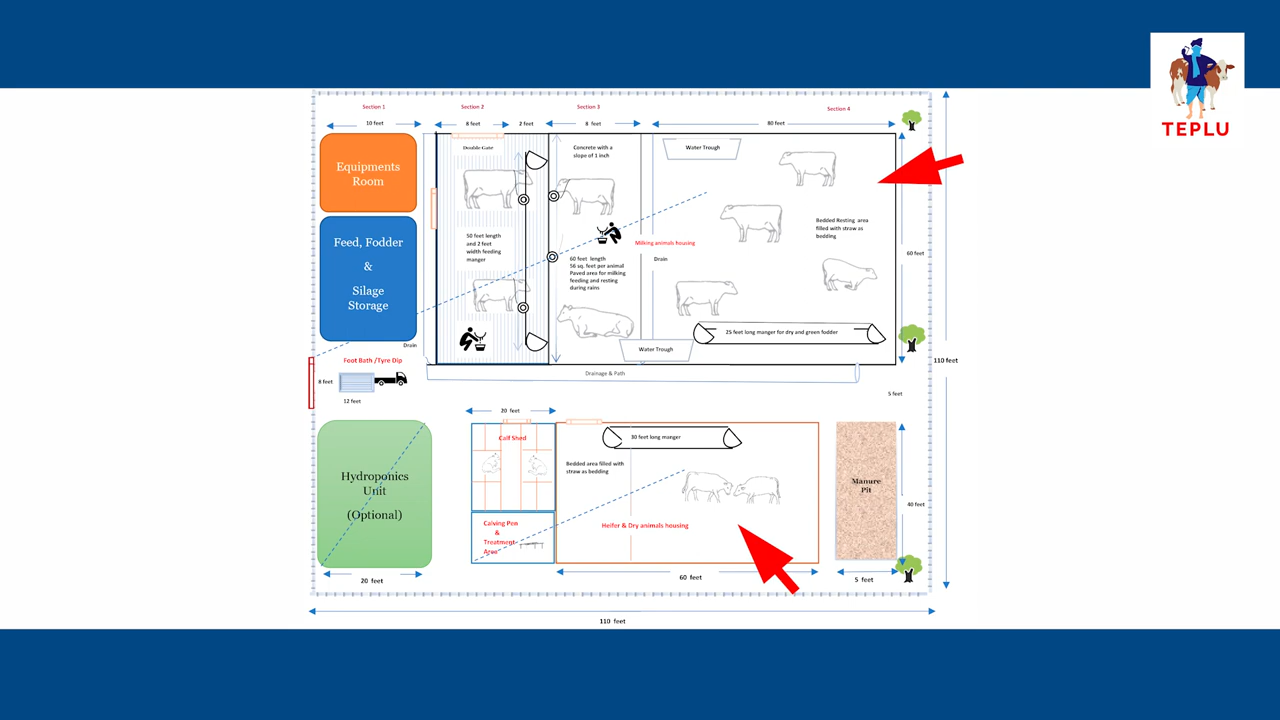 TEPLU
Section 1
Section 2
Section 3
Section 4
10 feet
8 feet
2 feet
8 feet
80 feet
Equipments
Room
Double Gate
Concrete with a
slope of 1 inch
Water Trough
Feed, Fodder
&
Silage
Storage
50 feet length
and 2 feet
width feeding
manger
60 feet length
56 sq. feet per animal
Paved area for milking
feeding and resting
during rains
Milking animals housing
Drain
Bedded Resting area
filled with straw as
bedding
60 feet
25 feet long manger for dry and green fodder
Water Trough
Drain
Foot Bath /Tyre Dip
8 feet
12 feet
Drainage & Path
110 feet
5 feet
20 feet
Calf Shed
30 feet long manger
Bedded area filled with
straw as bedding
Hydroponics
Unit
(Optional)
Calving Pen
&
Treatment
Area
Heifer & Dry animals housing
Manure
Pit
40 feet
20 feet
60 feet
5 feet
110 feet